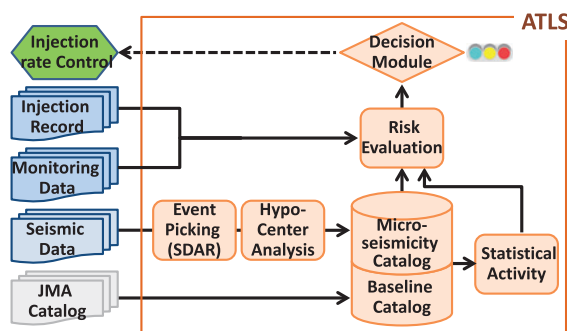 ATLS
Injection
rate Control
Decision
Module
Injection
Record
Risk
Evaluation
Monitoring
Data
Seismic
Data
Event
Picking
(SDAR)
Hypo-
Center
Analysis
Micro-
seismicity
Catalog
Statistical
Activity
JMA
Catalog
Baseline
Catalog